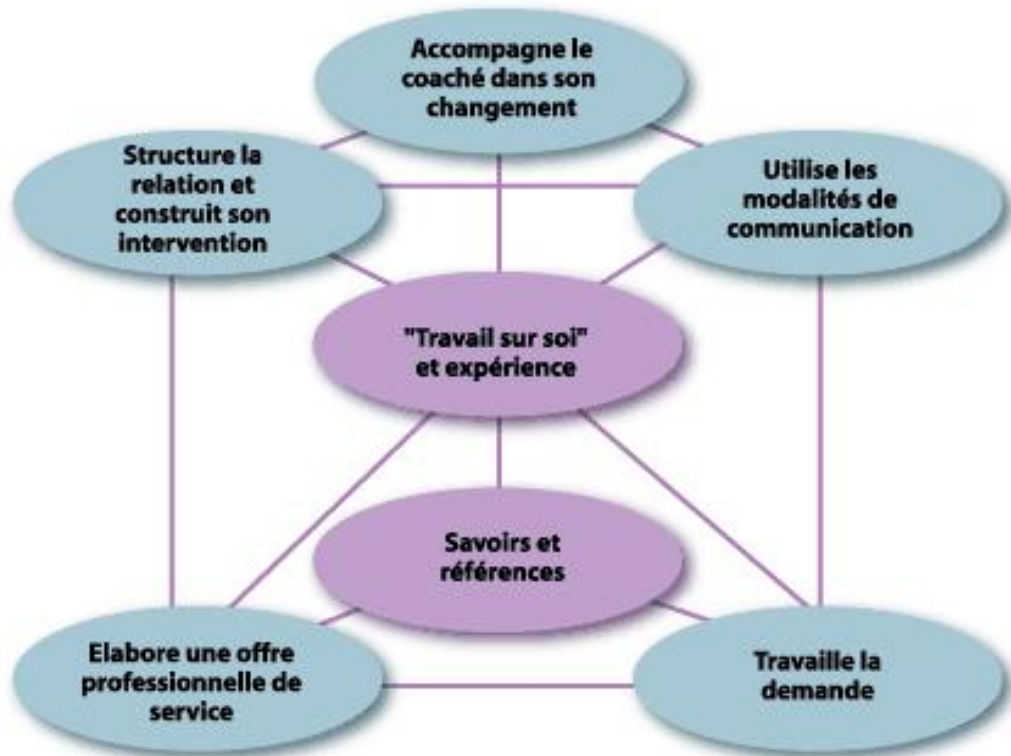 Accompagne le
coaché dans son
changement
Structure la
relation et
construit son
intervention
Utilise les
modalités de
communication
"Travail sur soi"
et expérience
Savoirs et
références
Elabore une offre
professionnelle de
service
Travaille la
demande